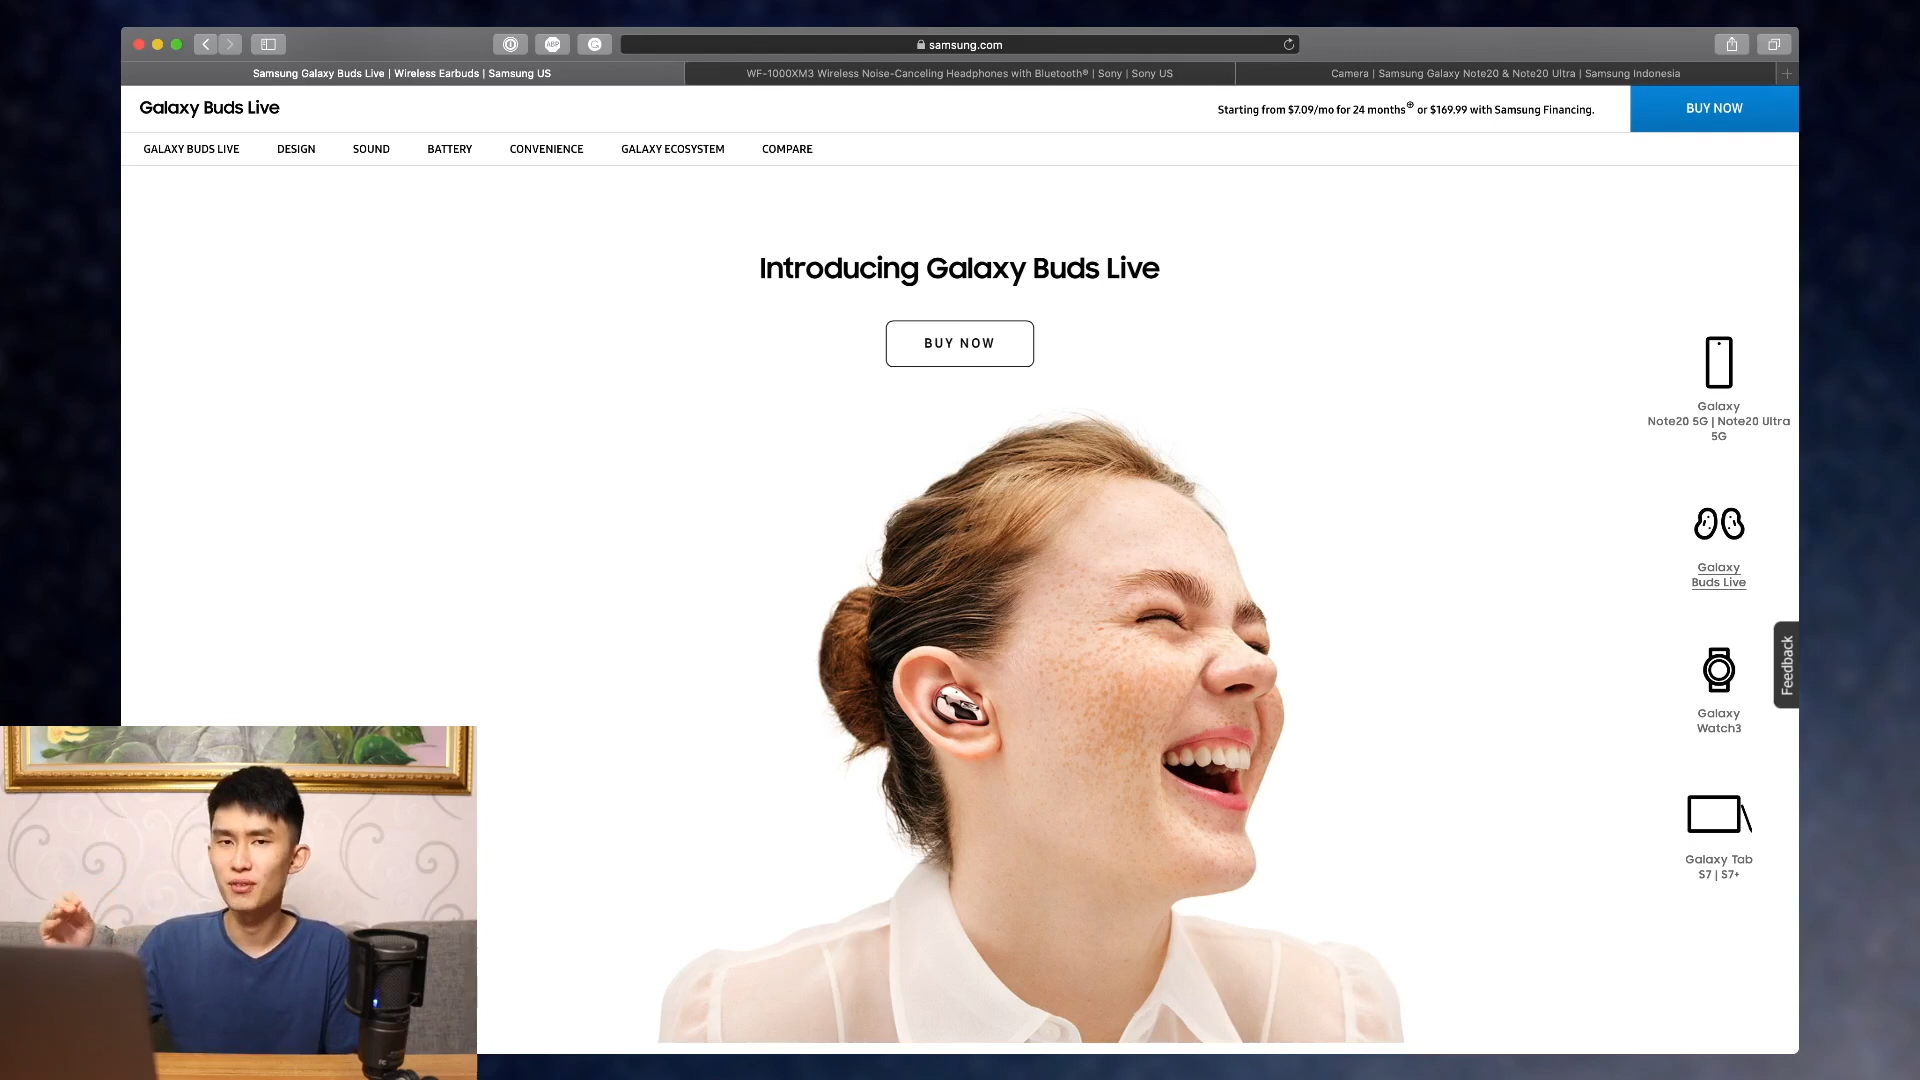 ABP
samsung.com
Samsung Galaxy Buds Live | Wireless Earbuds | Samsung US
WF-1000XM3 Wireless Noise-Canceling Headphones with Bluetooth® | Sony | Sony US
Camera | Samsung Galaxy Note20 & Note20 Ultra | Samsung Indonesia
Galaxy Buds Live
Starting from $7.09/mo for 24 months⊕ or $169.99 with Samsung Financing.
BUY NOW
GALAXY BUDS LIVE
DESIGN
SOUND
BATTERY
CONVENIENCE
GALAXY ECOSYSTEM
COMPARE
Introducing Galaxy Buds Live
BUY NOW
Galaxy
Note20 5G | Note20 Ultra
5G
Galaxy
Buds Live
Feedback
Galaxy
Watch3
Galaxy Tab
S7 | S7+